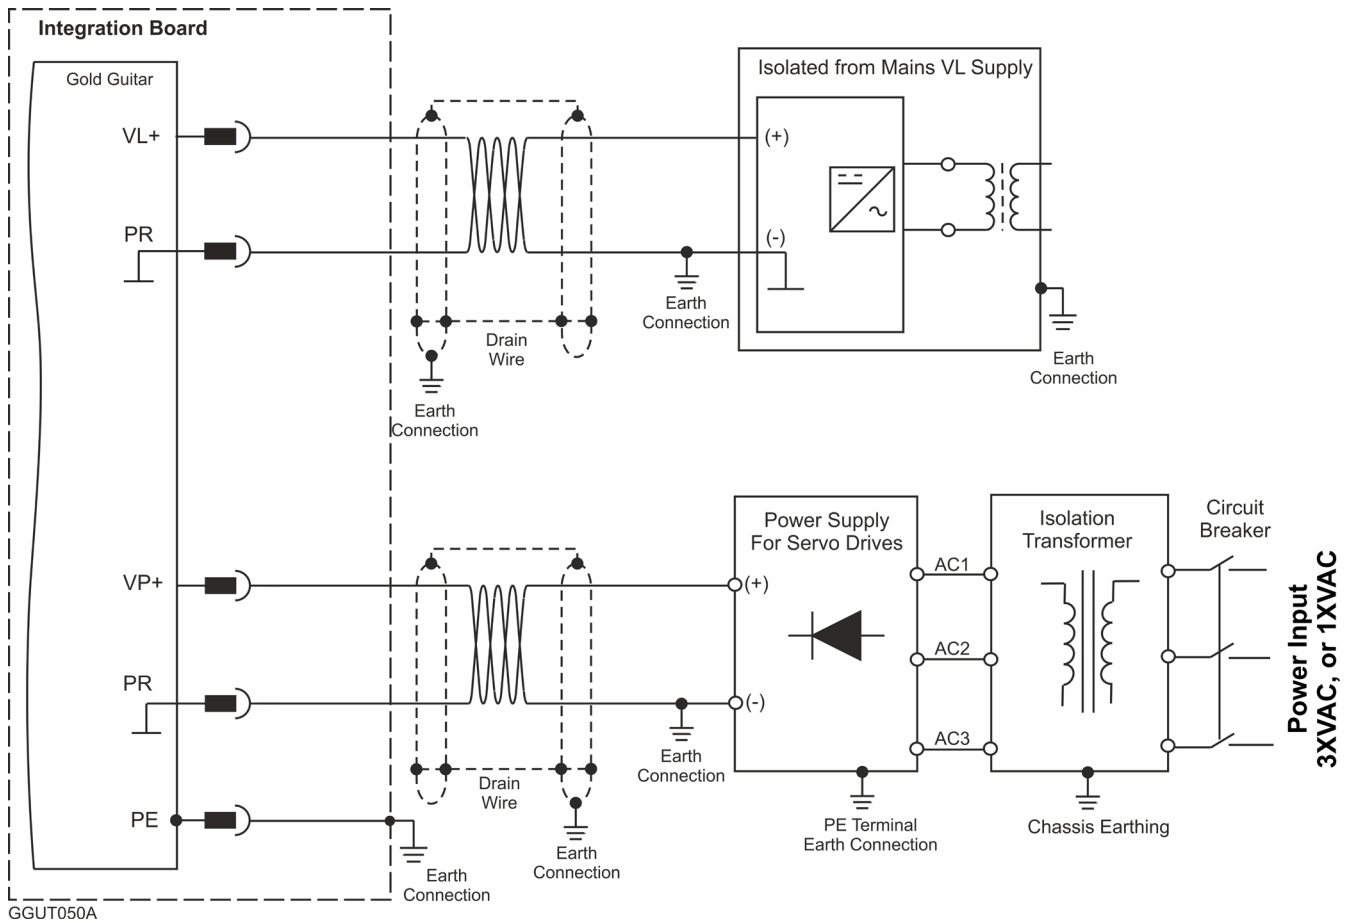 Integration Board
Gold Guitar
VL+
PR
Drain
Wire
Earth
Connection
Earth
Connection
Isolated from Mains VL Supply
(+)
(-)
Earth
Connection
VP+
PR
PE
Drain
Wire
Earth
Connection
Earth
Connection
Earth
Connection
Power Supply
For Servo Drives
(+)
(-)
PE Terminal
Earth Connection
AC1
AC2
AC3
Isolation
Transformer
Chassis Earthing
Circuit
Breaker
Power Input
3XVAC, or 1XVAC
GGUT050A